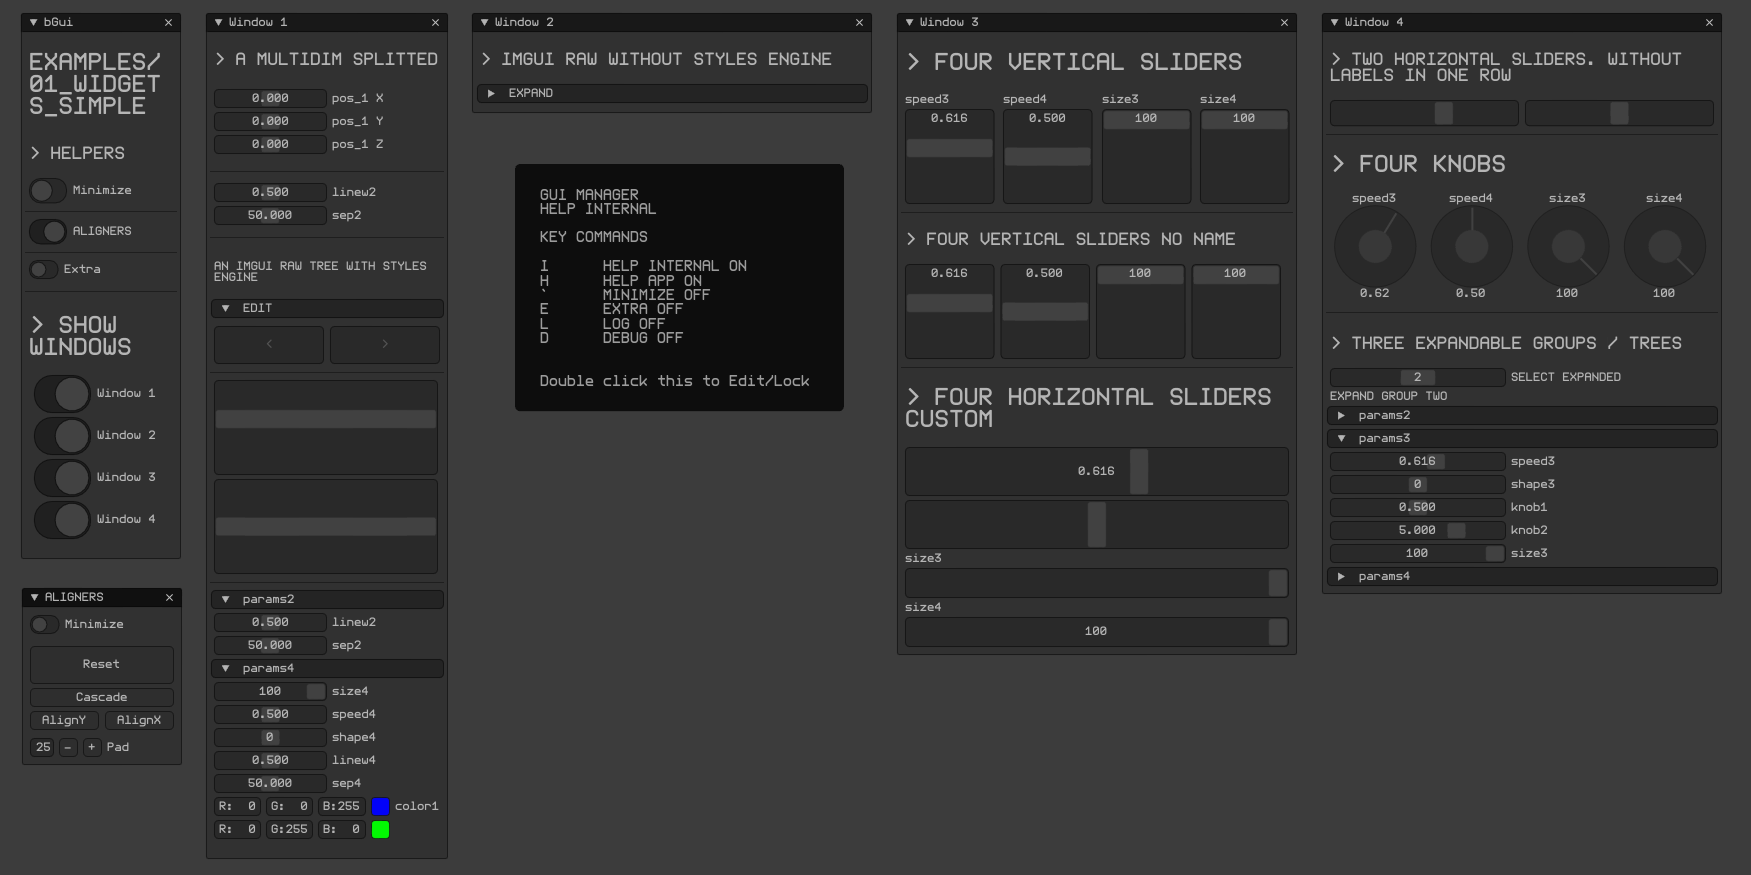 bGui
EXAMPLES/
01_WIDGET
S_SIMPLE
> HELPERS
Minimize
ALIGNERS
Extra
> SHOW
WINDOWS
Window 1
Window 2
Window 3
Window 4
ALIGNERS
Minimize
Reset
Cascade
AlignY AlignX
25 - + Pad
Window 1
> A MULTIDIM SPLITTED
0.000 pos_1 X
0.000 pos_1 Y
0.000 pos_1 Z
0.500 linew2
50.000 sep2
AN IMGUI RAW TREE WITH STYLES
ENGINE
EDIT
< >
params2
0.500 linew2
50.000 sep2
params4
100 size4
0.500 speed4
0 shape4
0.500 linew4
50.000 sep4
R: 0 G: 0 B:255 color1
R: 0 G:255 B: 0
Window 2
> IMGUI RAW WITHOUT STYLES ENGINE
EXPAND
GUI MANAGER
HELP INTERNAL
KEY COMMANDS
I HELP INTERNAL ON
H HELP APP ON
` MINIMIZE OFF
E EXTRA OFF
L LOG OFF
D DEBUG OFF
Double click this to Edit/Lock
Window 3
> FOUR VERTICAL SLIDERS
speed3 speed4 size3 size4
0.616 0.500 100 100
> FOUR VERTICAL SLIDERS NO NAME
0.616 0.500 100 100
> FOUR HORIZONTAL SLIDERS
CUSTOM
0.616
size3
size4
100
Window 4
> TWO HORIZONTAL SLIDERS. WITHOUT
LABELS IN ONE ROW
> FOUR KNOBS
speed3 speed4 size3 size4
0.62 0.50 100 100
> THREE EXPANDABLE GROUPS / TREES
2 SELECT EXPANDED
EXPAND GROUP TWO
params2
params3
0.616 speed3
0 shape3
0.500 knob1
5.000 knob2
100 size3
params4